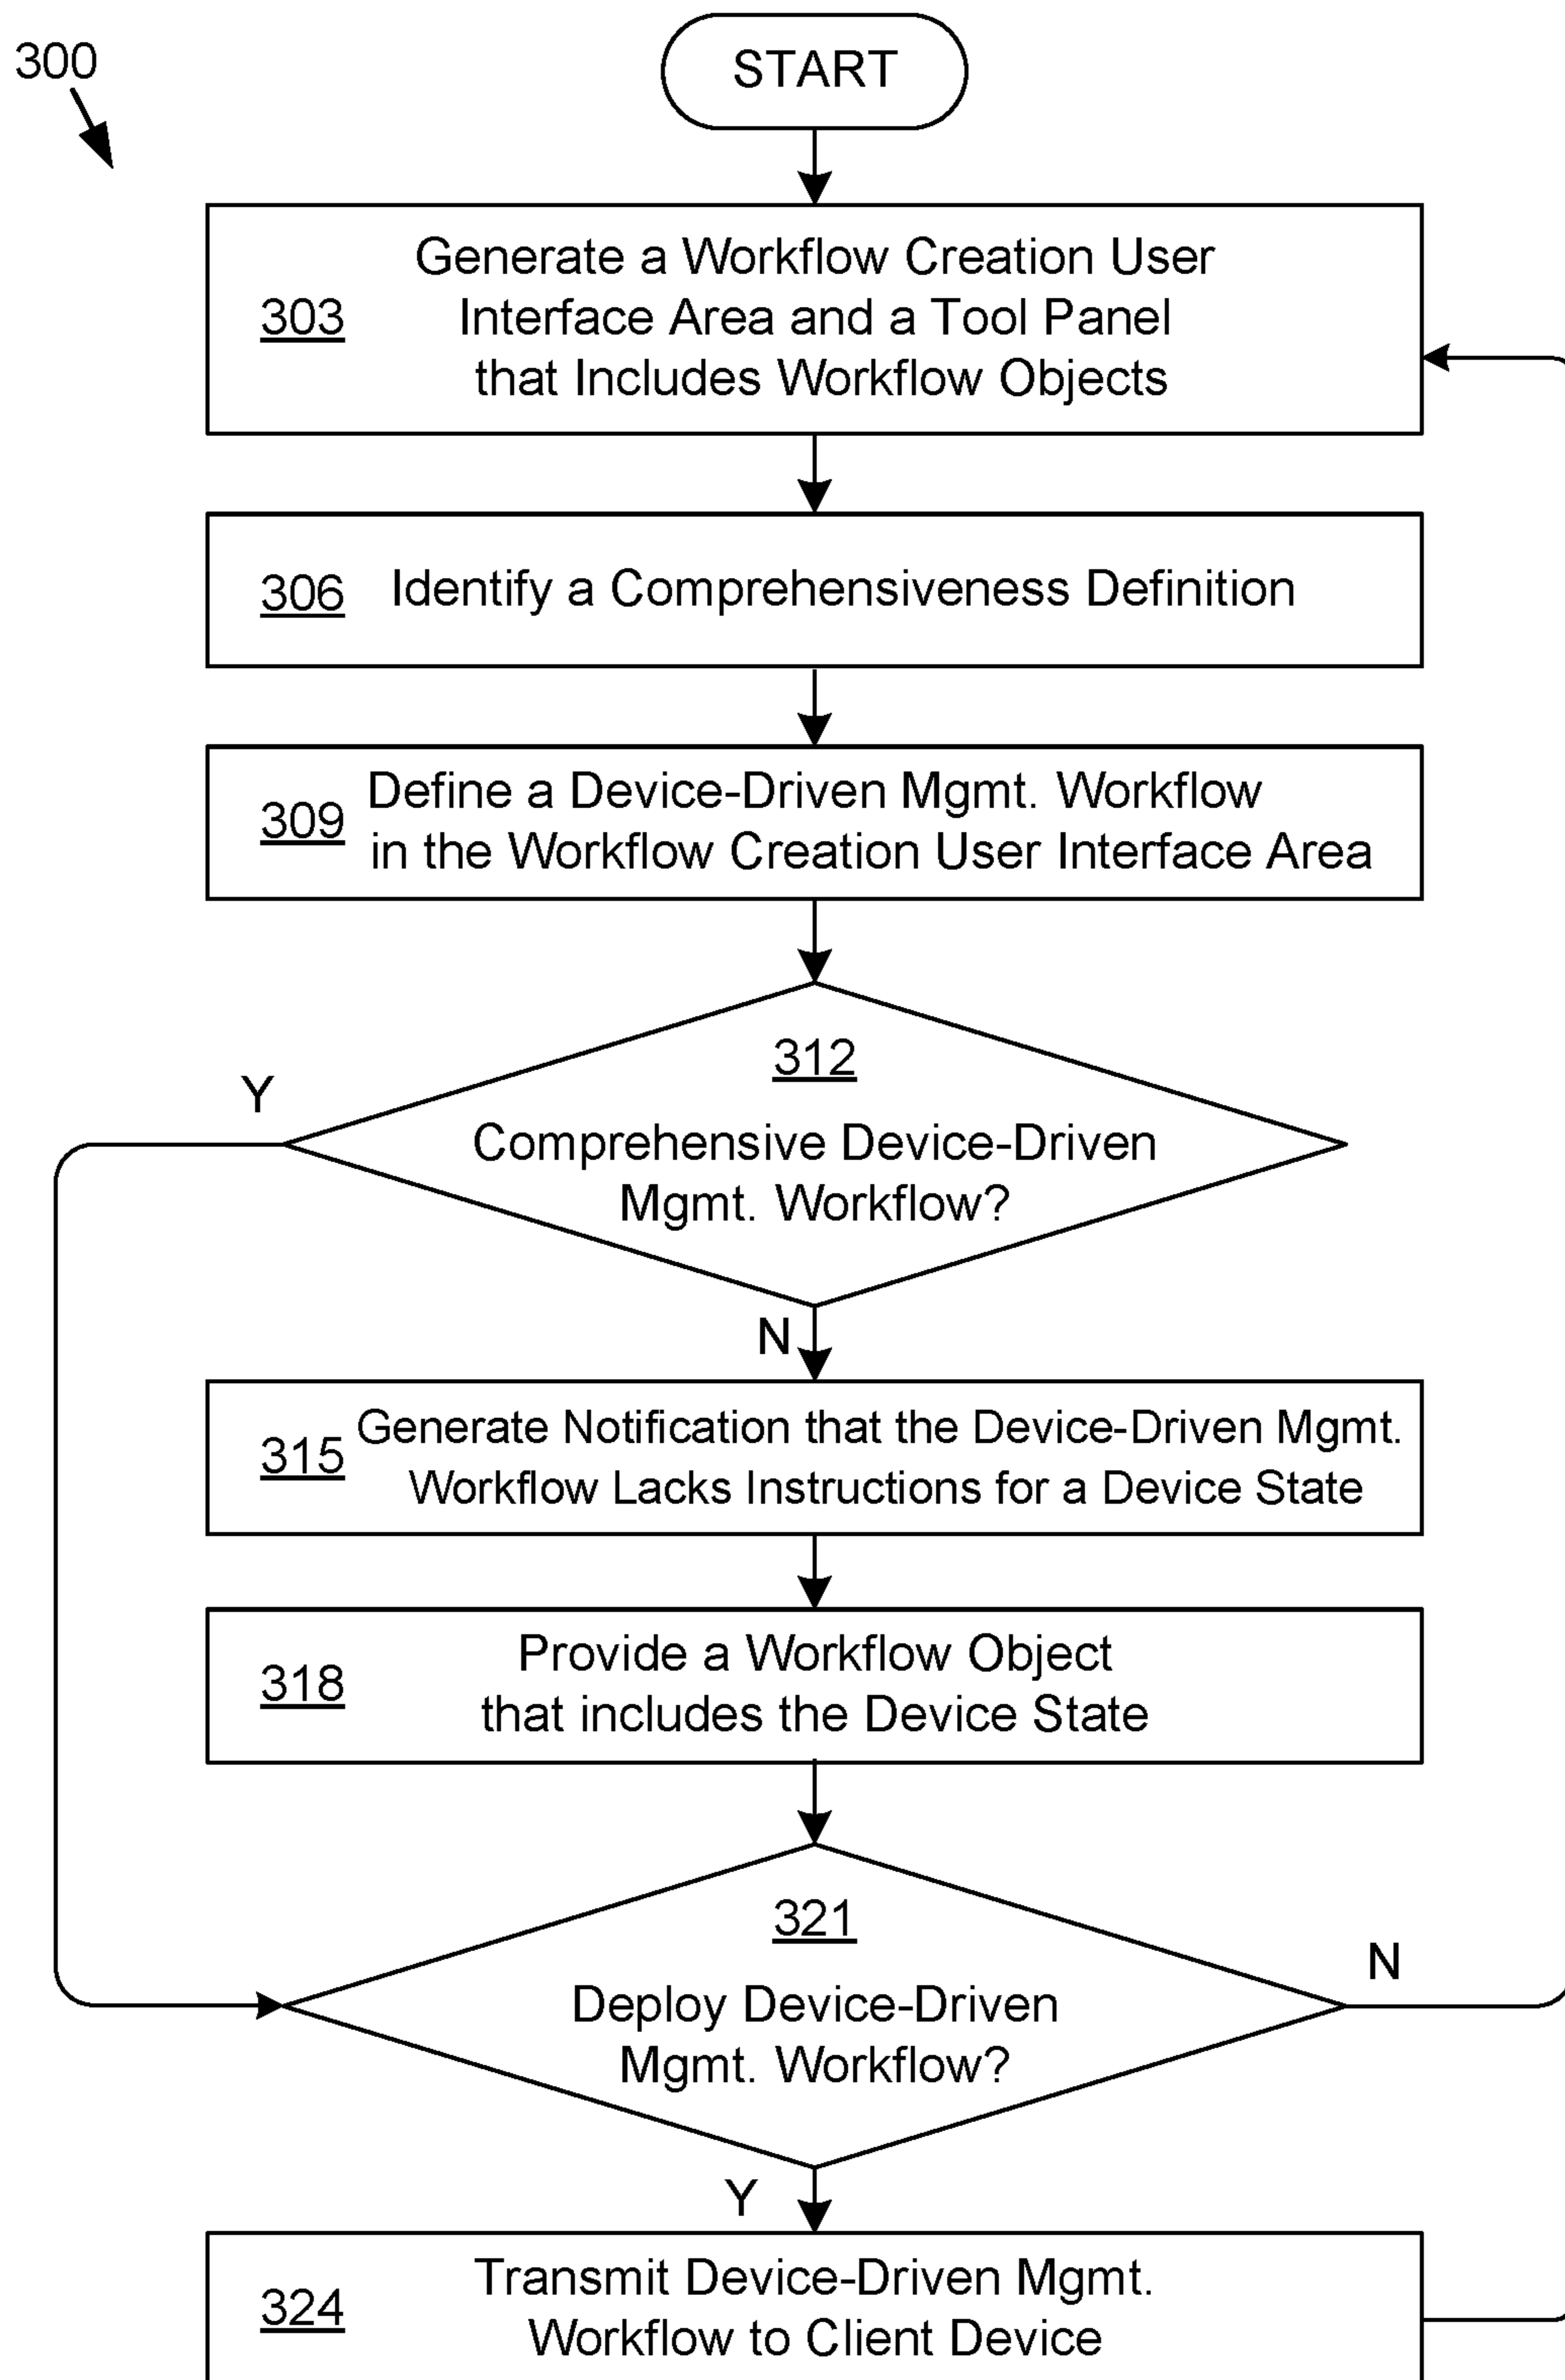 300
START
303
Generate a Workflow Creation User
Interface Area and a Tool Panel
that Includes Workflow Objects
306
Identify a Comprehensiveness Definition
309
Define a Device-Driven Mgmt. Workflow
in the Workflow Creation User Interface Area
312
Comprehensive Device-Driven
Mgmt. Workflow?
Y
N
315
Generate Notification that the Device-Driven Mgmt.
Workflow Lacks Instructions for a Device State
318
Provide a Workflow Object
that includes the Device State
321
Deploy Device-Driven
Mgmt. Workflow?
N
Y
324
Transmit Device-Driven Mgmt.
Workflow to Client Device